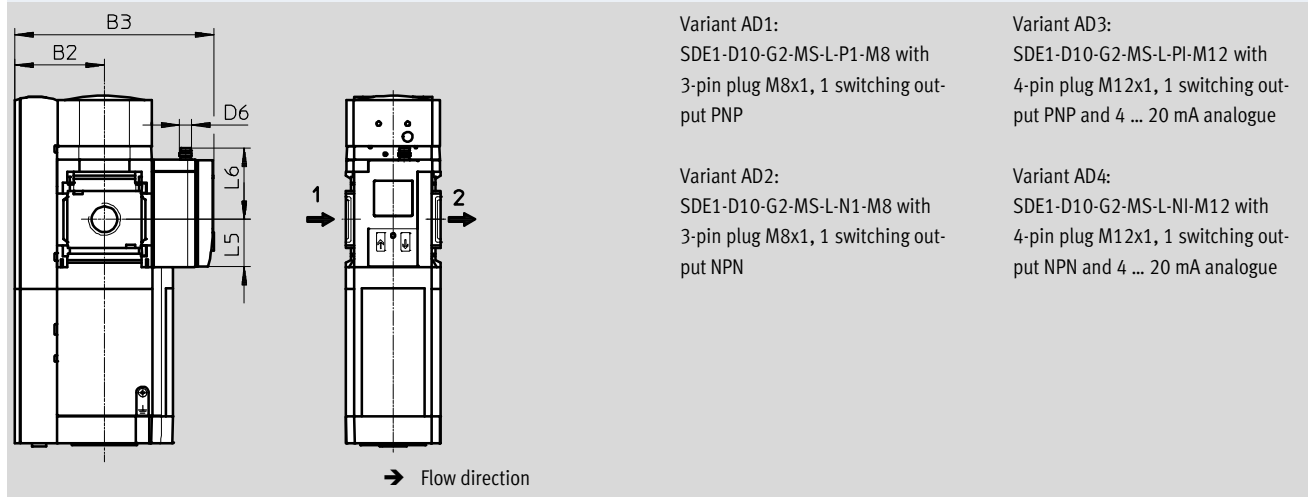 B3
B2
D6
L6
L5
1
2
➔ Flow direction
Variant AD1:
SDE1-D10-G2-MS-L-P1-M8 with
3-pin plug M8x1, 1 switching out-
put PNP
Variant AD2:
SDE1-D10-G2-MS-L-N1-M8 with
3-pin plug M8x1, 1 switching out-
put NPN
Variant AD3:
SDE1-D10-G2-MS-L-PI-M12 with
4-pin plug M12x1, 1 switching out-
put PNP and 4 … 20 mA analogue
Variant AD4:
SDE1-D10-G2-MS-L-NI-M12 with
4-pin plug M12x1, 1 switching out-
put NPN and 4 … 20 mA analogue